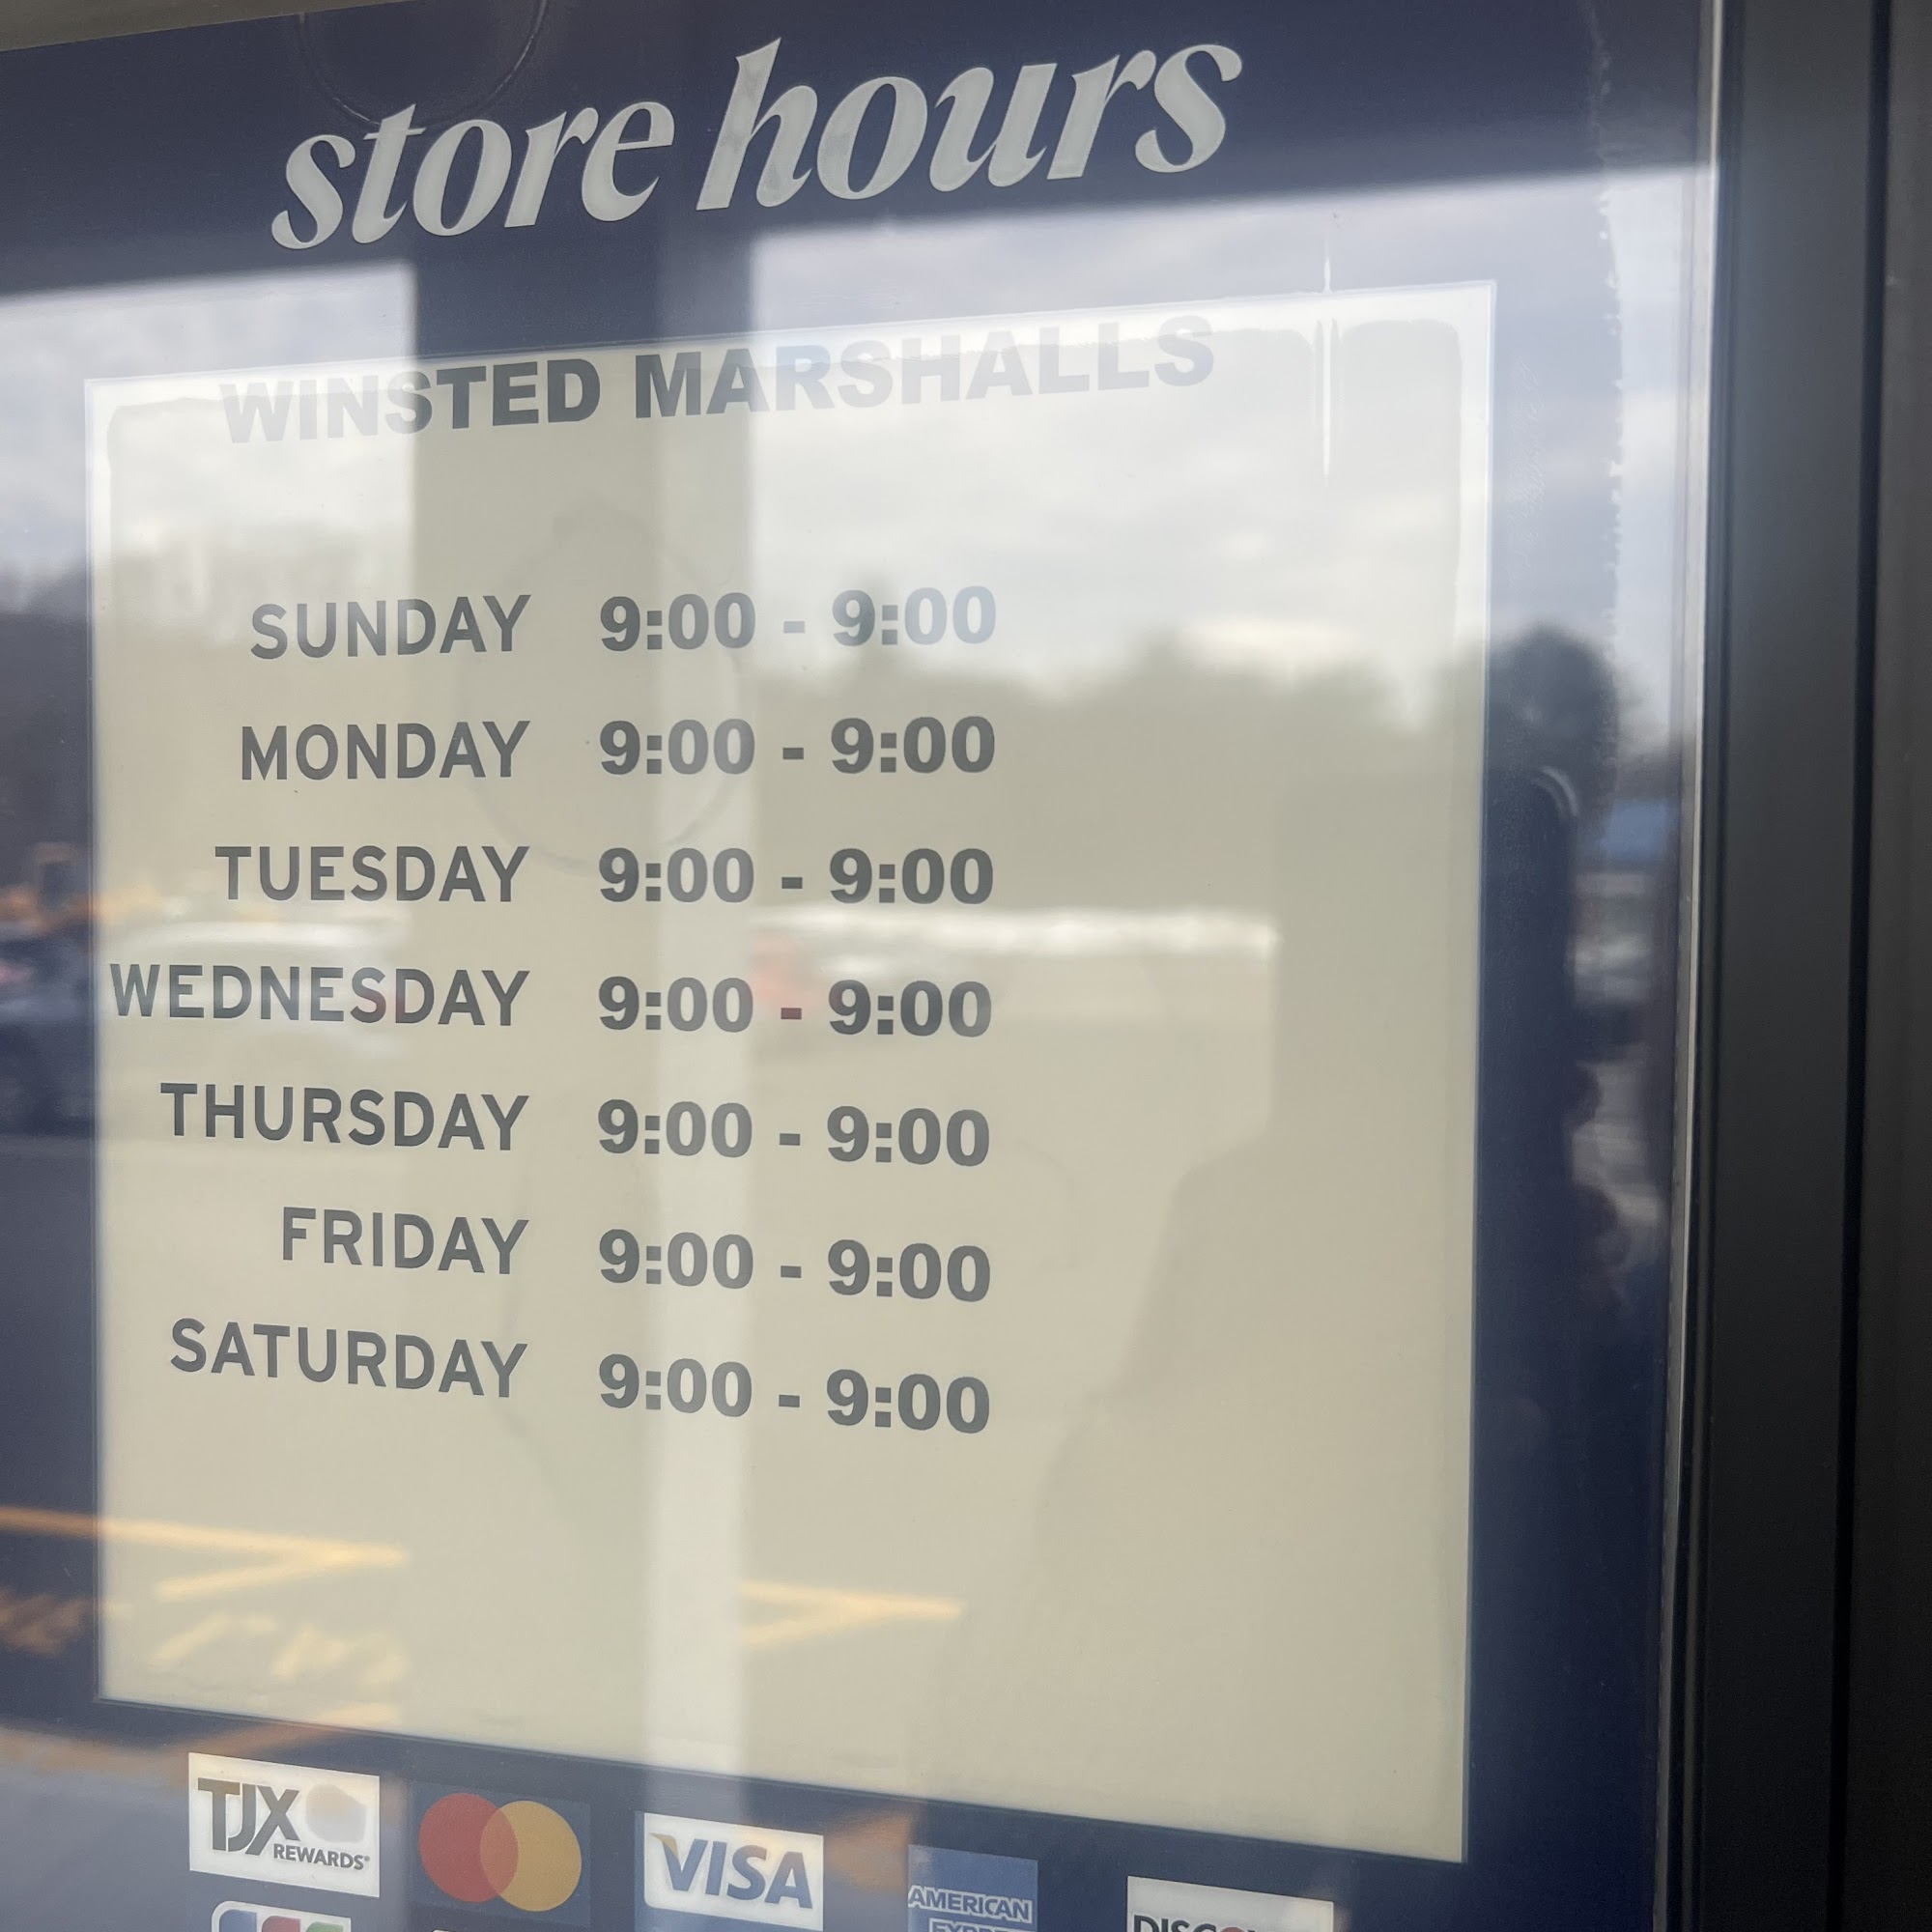 store hours
WINSTED MARSHALLS
SUNDAY 9:00 - 9:00
MONDAY 9:00 - 9:00
TUESDAY 9:00 - 9:00
WEDNESDAY 9:00 - 9:00
THURSDAY 9:00 - 9:00
FRIDAY 9:00 - 9:00
SATURDAY 9:00 - 9:00
TJX
REWARDS®
VISA
AMERICAN